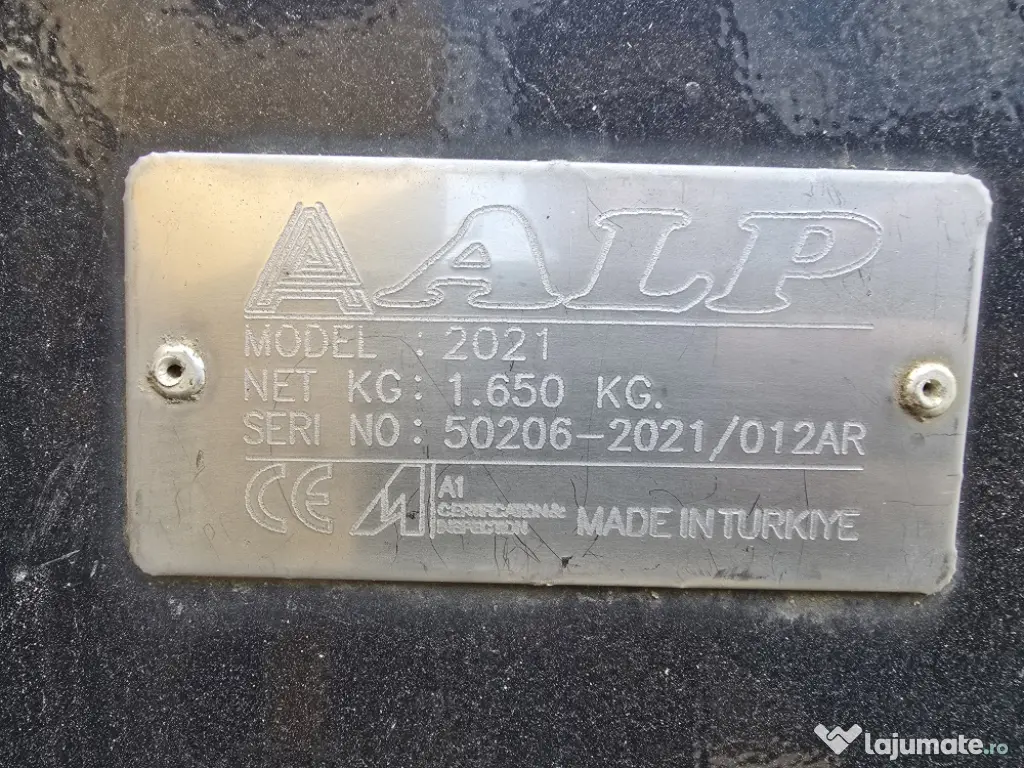 ALP
MODEL : 2021
NET KG: 1.650 KG.
SERI NO: 50206-2021/012AR
CE
A1
CERTIFICATION &
INSPECTION
MADE IN TURKIYE
lajumate.ro